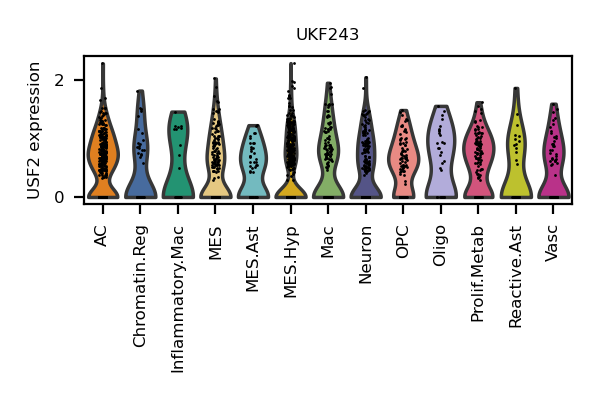 UKF243
USF2 expression
2
0
AC
Chromatin.Reg
Inflammatory.Mac
MES
MES.Ast
MES.Hyp
Mac
Neuron
OPC
Oligo
Prolif.Metab
Reactive.Ast
Vasc